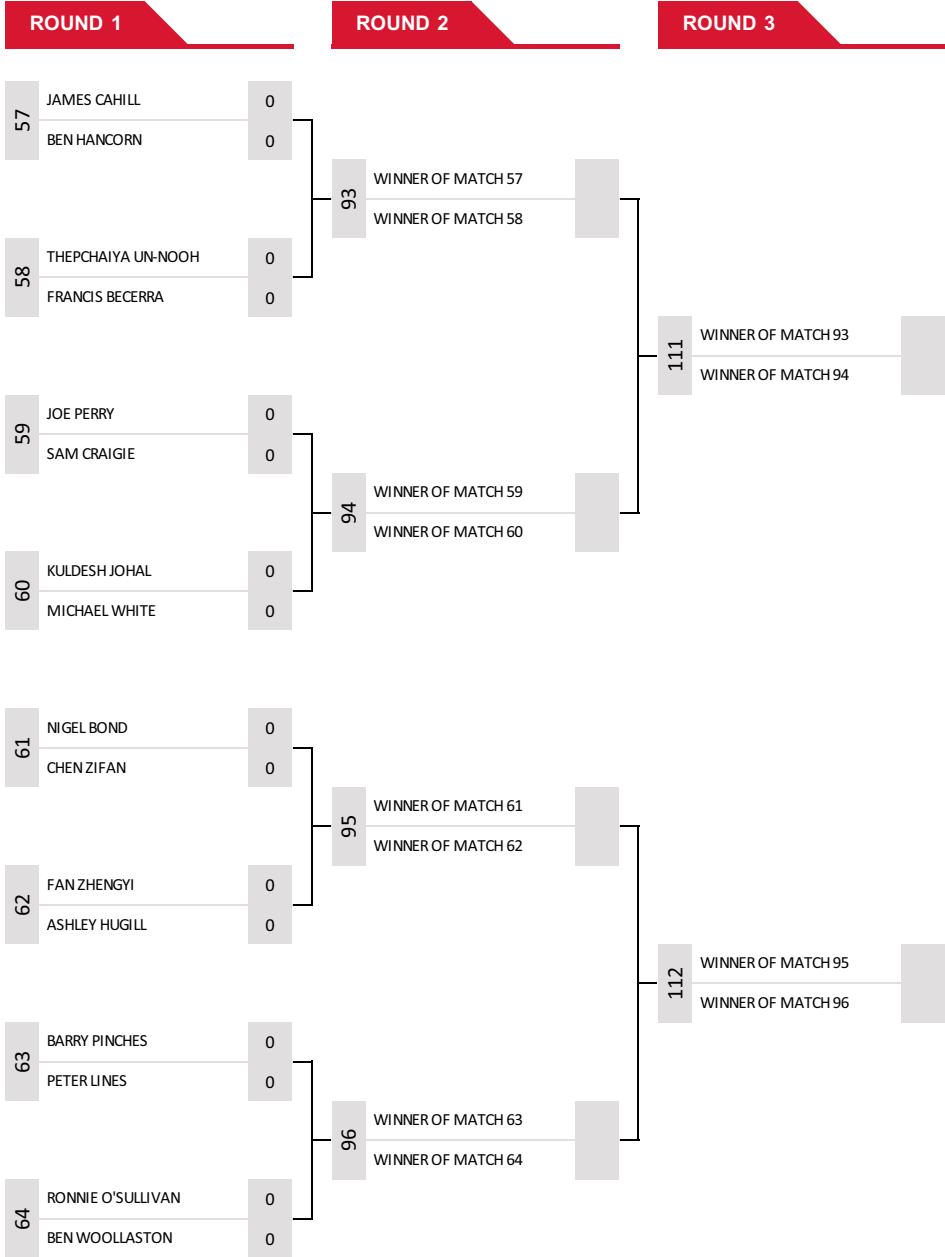 ROUND 1
ROUND 2
ROUND 3
57
JAMES CAHILL 0
BEN HANCORN 0
93
WINNER OF MATCH 57
WINNER OF MATCH 58
58
THEPCHAIYA UN-NOOH 0
FRANCIS BECERRA 0
111
WINNER OF MATCH 93
WINNER OF MATCH 94
59
JOE PERRY 0
SAM CRAIGIE 0
94
WINNER OF MATCH 59
WINNER OF MATCH 60
60
KULDESH JOHAL 0
MICHAEL WHITE 0
61
NIGEL BOND 0
CHEN ZIFAN 0
95
WINNER OF MATCH 61
WINNER OF MATCH 62
62
FAN ZHENGYI 0
ASHLEY HUGILL 0
112
WINNER OF MATCH 95
WINNER OF MATCH 96
63
BARRY PINCHES 0
PETER LINES 0
96
WINNER OF MATCH 63
WINNER OF MATCH 64
64
RONNIE O'SULLIVAN 0
BEN WOOLLASTON 0